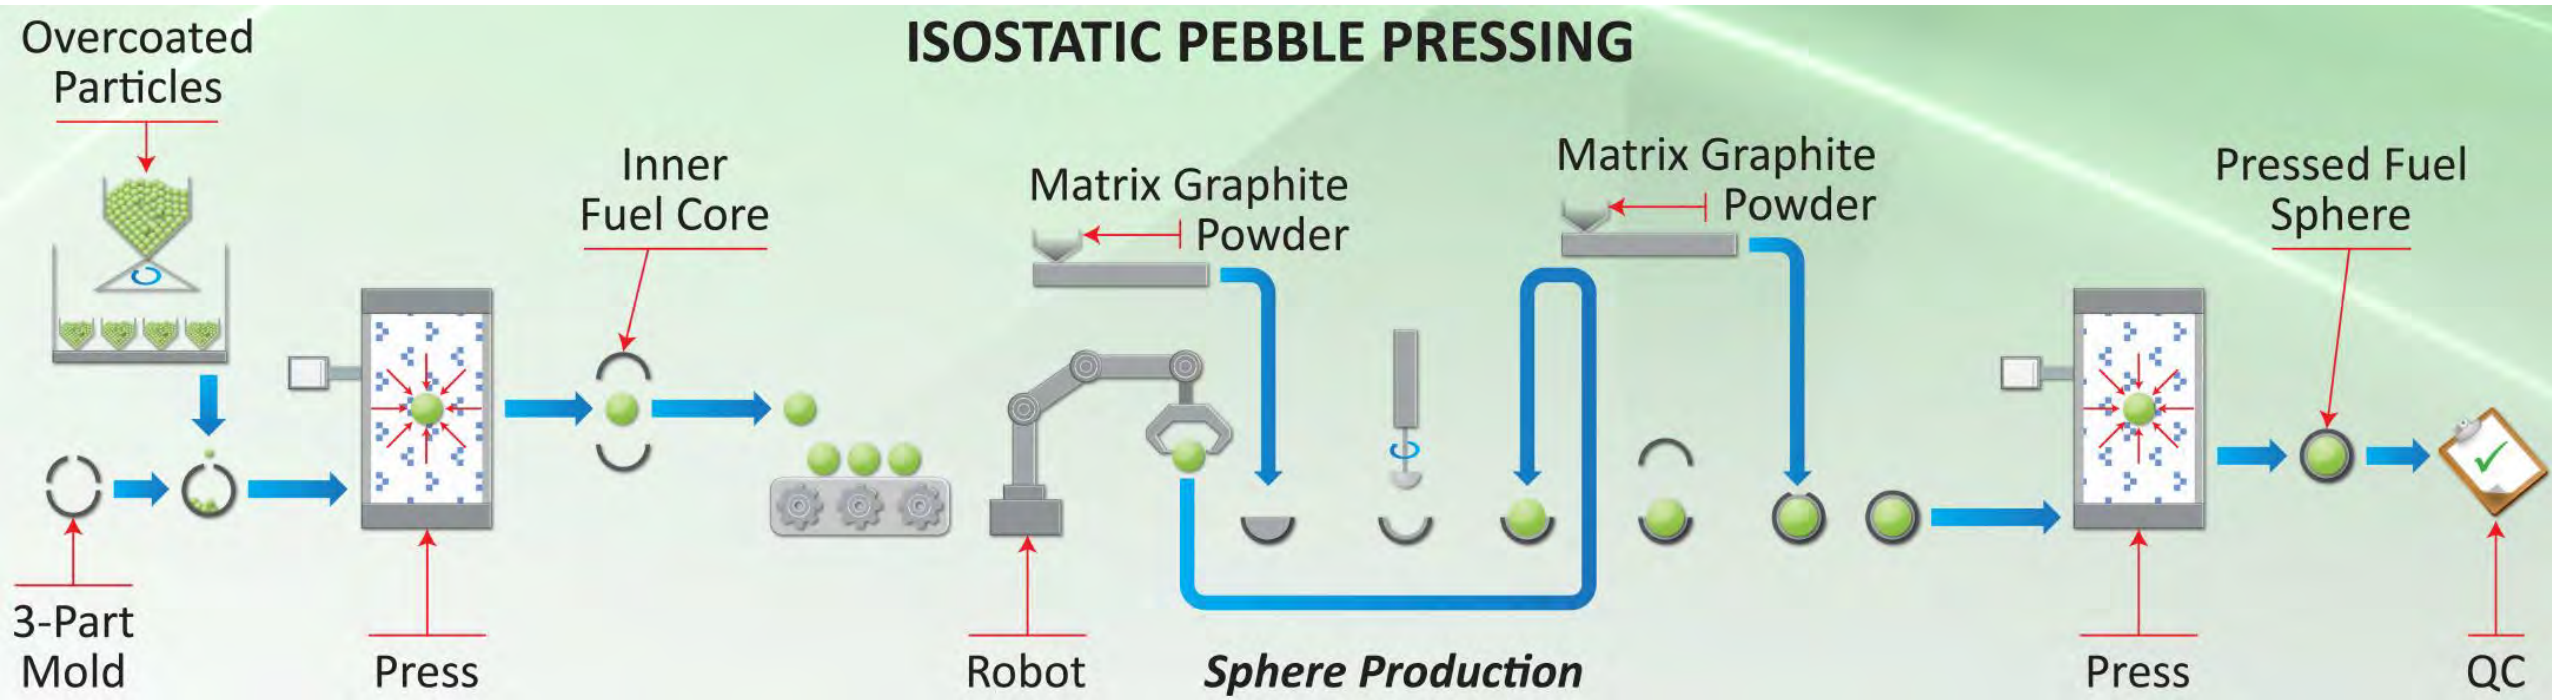 ISOSTATIC PEBBLE PRESSING
Overcoated
Particles
Inner
Fuel Core
Matrix Graphite
Powder
Matrix Graphite
Powder
Pressed Fuel
Sphere
3-Part
Mold
Press
Robot
Sphere Production
Press
QC